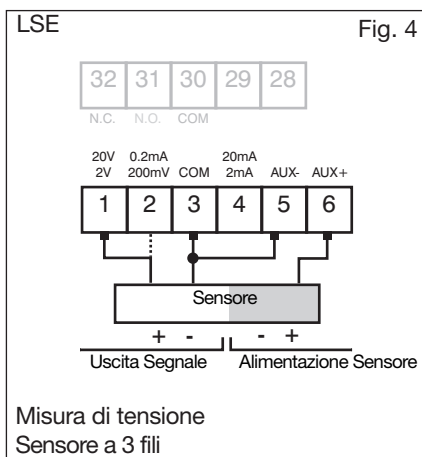 LSE Fig. 4
32 31 30 29 28
N.C. N.O. COM
20V 0.2mA 20mA
2V 200mV COM 2mA AUX- AUX+
1 2 3 4 5 6
Sensore
+ - - +
Uscita Segnale Alimentazione Sensore
Misura di tensione
Sensore a 3 fili